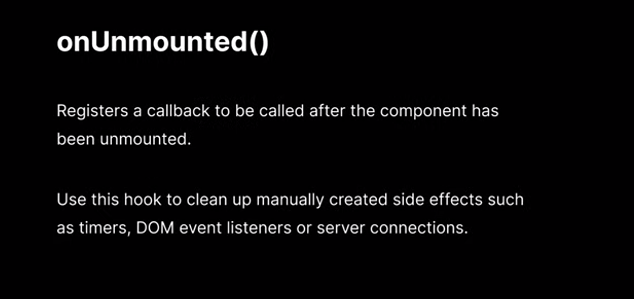 onUnmounted()
Registers a callback to be called after the component has
been unmounted.
Use this hook to clean up manually created side effects such
as timers, DOM event listeners or server connections.